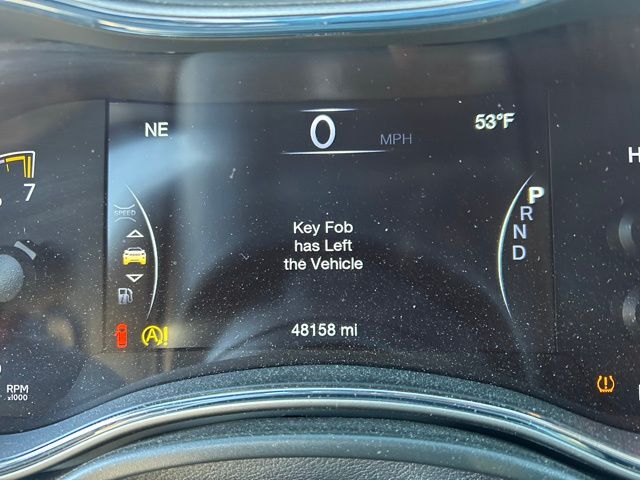 NE
0 MPH
53°F
7
H
SPEED
P
R
N
D
Key Fob
has Left
the Vehicle
48158 mi
A!
RPM
x1000